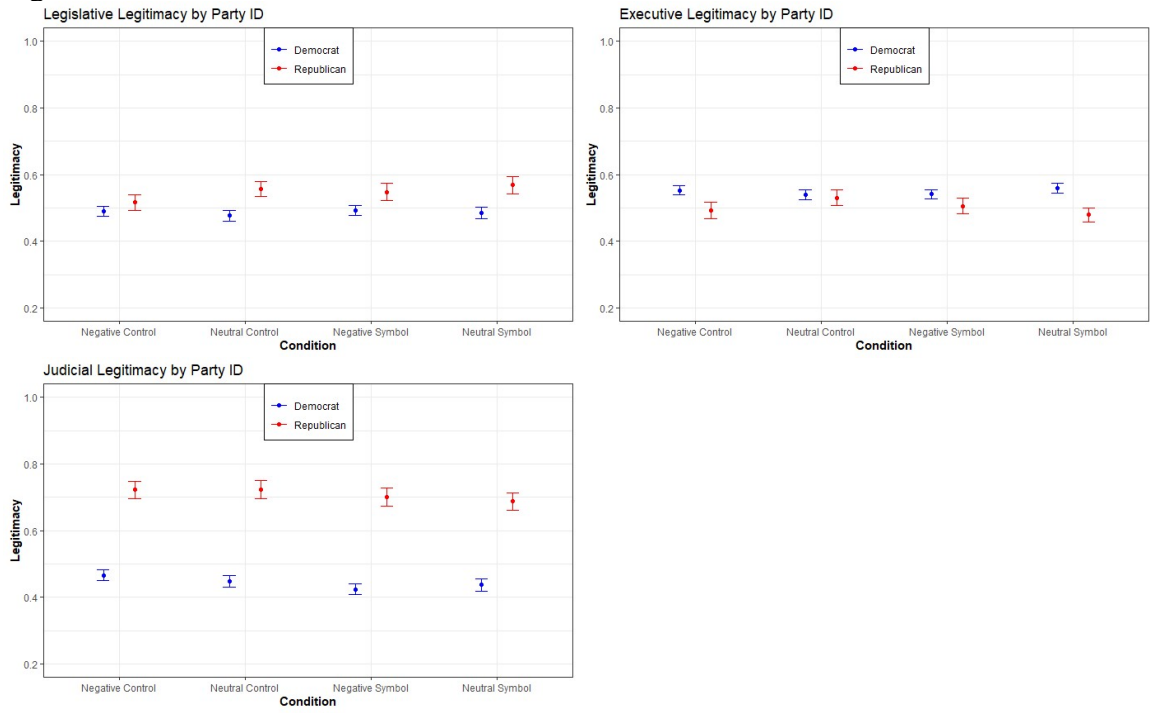 Legislative Legitimacy by Party ID
Democrat
Republican
1.0
0.8
0.6
0.4
0.2
Legitimacy
Negative Control Neutral Control Negative Symbol Neutral Symbol
Condition
Executive Legitimacy by Party ID
Democrat
Republican
1.0
0.8
0.6
0.4
0.2
Legitimacy
Negative Control Neutral Control Negative Symbol Neutral Symbol
Condition
Judicial Legitimacy by Party ID
Democrat
Republican
1.0
0.8
0.6
0.4
0.2
Legitimacy
Negative Control Neutral Control Negative Symbol Neutral Symbol
Condition